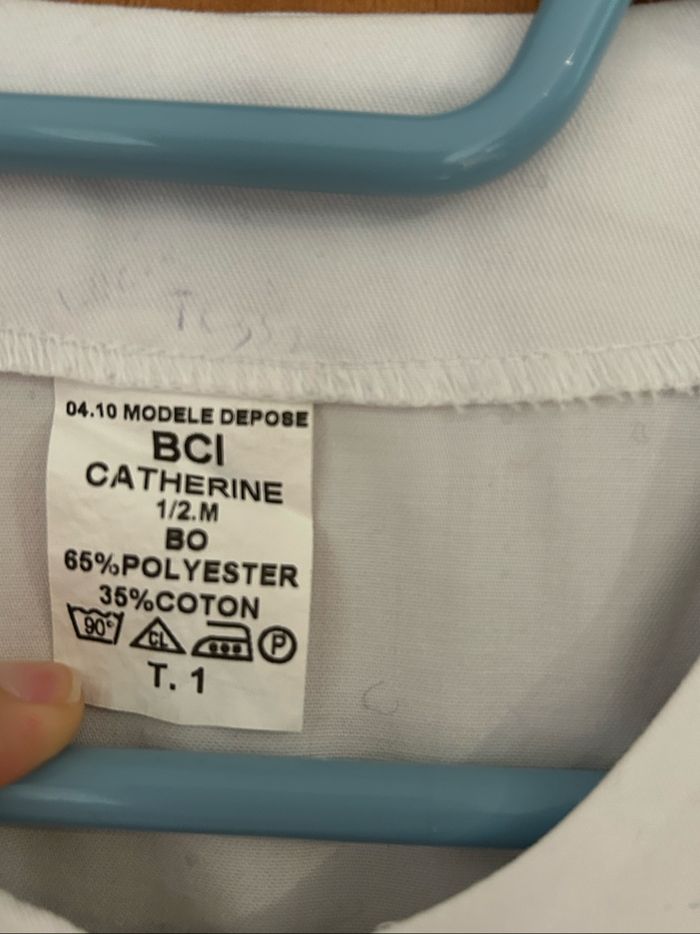 04.10 MODELE DEPOSE
BCI
CATHERINE
1/2.M
BO
65%POLYESTER
35%COTON
90° CL P
T. 1